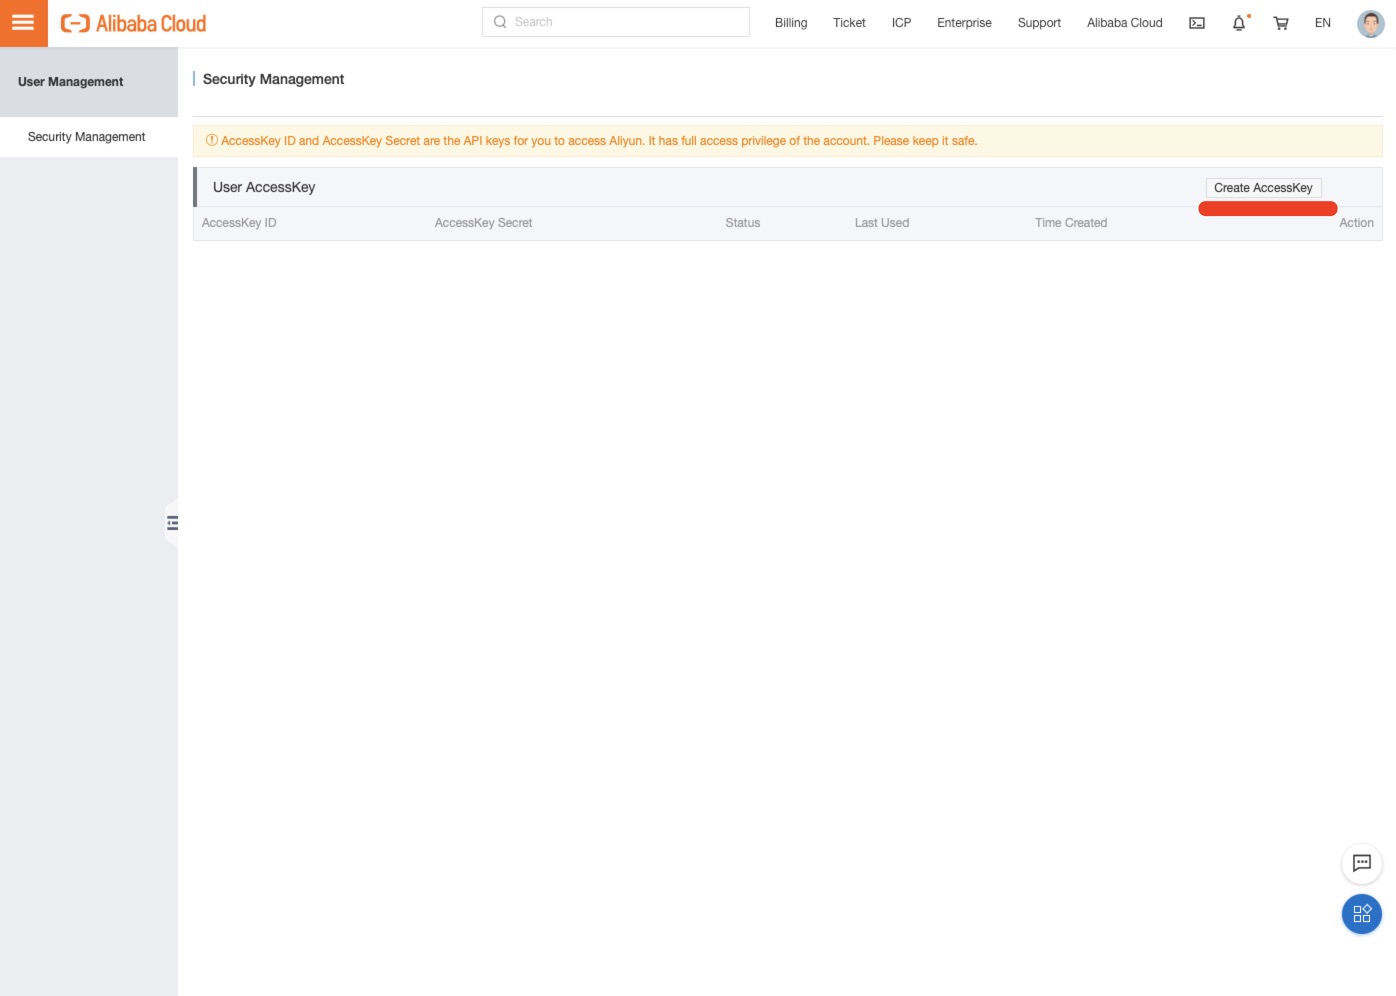 Alibaba Cloud
Search
Billing Ticket ICP Enterprise Support Alibaba Cloud EN
User Management
Security Management
Security Management
AccessKey ID and AccessKey Secret are the API keys for you to access Aliyun. It has full access privilege of the account. Please keep it safe.
User AccessKey
Create AccessKey
AccessKey ID AccessKey Secret Status Last Used Time Created Action